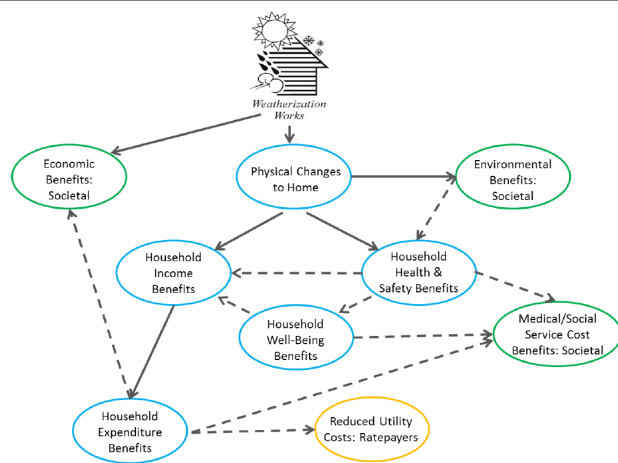 Weatherization
Works
Economic
Benefits:
Societal
Physical Changes
to Home
Environmental
Benefits:
Societal
Household
Income
Benefits
Household
Health &
Safety Benefits
Household
Well-Being
Benefits
Medical/Social
Service Cost
Benefits: Societal
Household
Expenditure
Benefits
Reduced Utility
Costs: Ratepayers